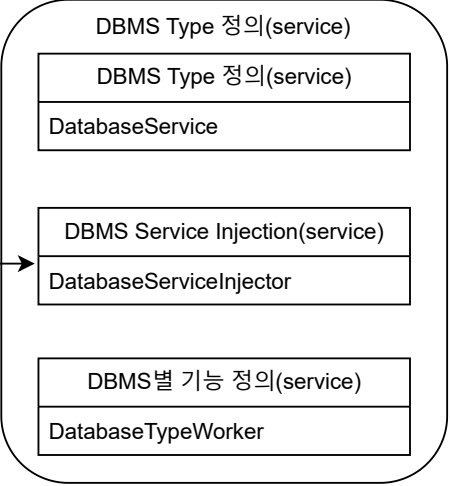 DBMS Type 정의(service)
DBMS Type 정의(service)
DatabaseService
DBMS Service Injection(service)
DatabaseServiceInjector
DBMS별 기능 정의(service)
DatabaseTypeWorker